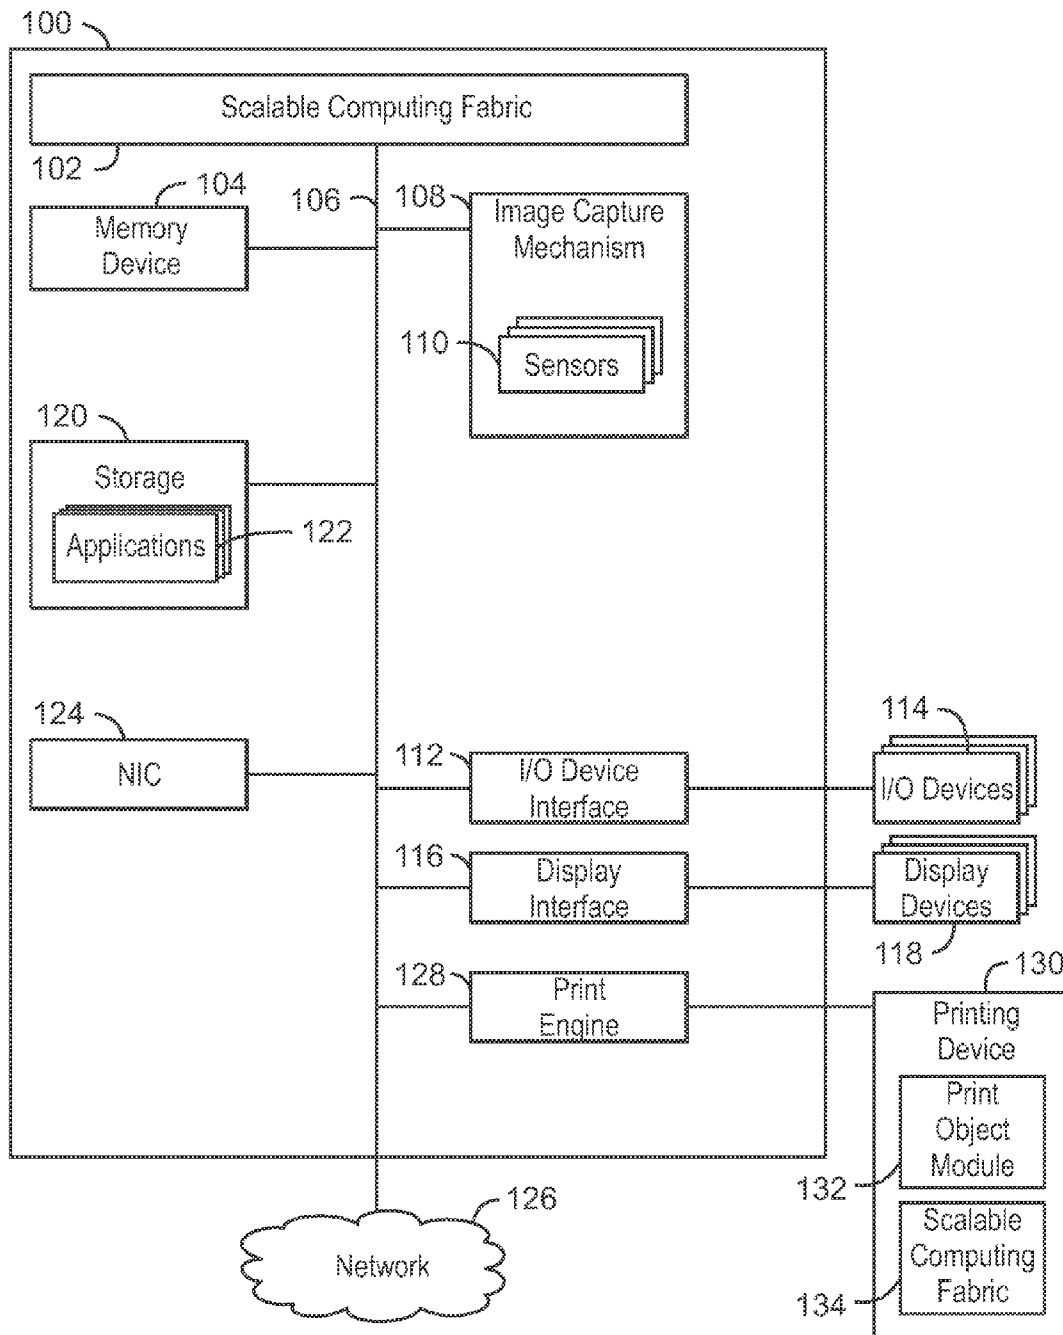 100
Scalable Computing Fabric
102
104
106
108
Memory
Device
Image Capture
Mechanism
110
Sensors
120
Storage
Applications
122
124
NIC
112
I/O Device
Interface
114
I/O Devices
116
Display
Interface
Display
Devices
118
128
Print
Engine
130
Printing
Device
Print
Object
Module
132
Scalable
Computing
Fabric
134
126
Network